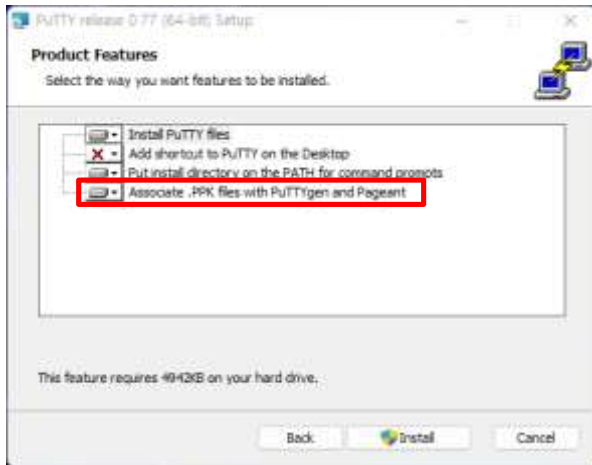 PuTTY release 0.77 (64-bit) Setup
Product Features
Select the way you want features to be installed.
Install PuTTY files
Add shortcut to PuTTY on the Desktop
Put install directory on the PATH for command prompts
Associate .PPK files with PuTTYgen and Pageant
This feature requires 4942KB on your hard drive.
Back
Install
Cancel